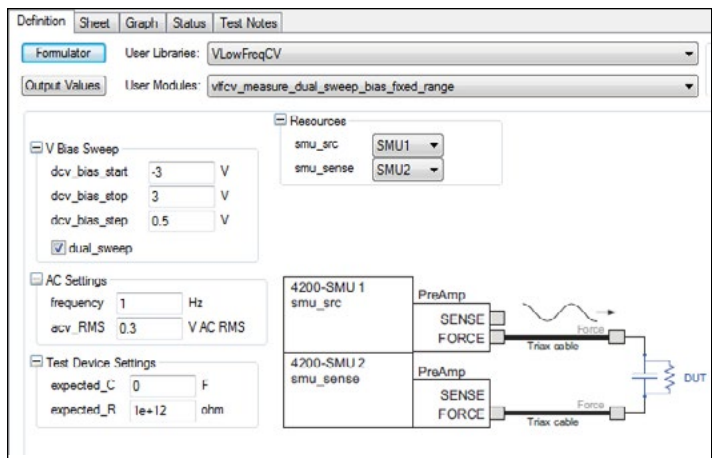 Definition Sheet Graph Status Test Notes
Formulator User Libraries: VLowFreqCV
Output Values User Modules: vlfcv_measure_dual_sweep_bias_fixed_range
V Bias Sweep
dcv_bias_start -3 V
dcv_bias_stop 3 V
dcv_bias_step 0.5 V
dual_sweep
Resources
smu_src SMU1
smu_sense SMU2
AC Settings
frequency 1 Hz
acv_RMS 0.3 V AC RMS
Test Device Settings
expected_C 0 F
expected_R 1e+12 ohm
4200-SMU 1
smu_src
PreAmp
SENSE
FORCE
Force
Triax cable
4200-SMU 2
smu_sense
PreAmp
SENSE
FORCE
Force
Triax cable
DUT